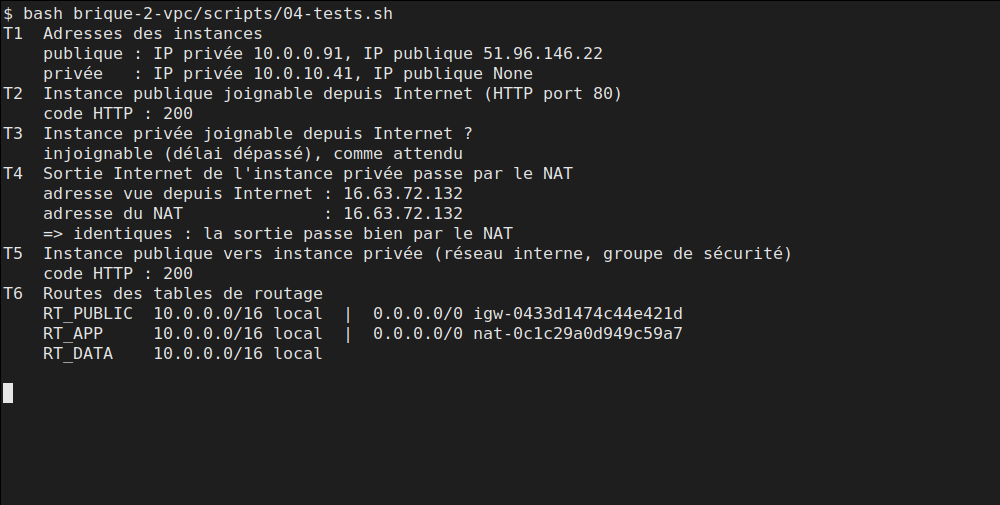 $ bash brique-2-vpc/scripts/04-tests.sh
T1  Adresses des instances
    publique : IP privée 10.0.0.91, IP publique 51.96.146.22
    privée   : IP privée 10.0.10.41, IP publique None
T2  Instance publique joignable depuis Internet (HTTP port 80)
    code HTTP : 200
T3  Instance privée joignable depuis Internet ?
    injoignable (délai dépassé), comme attendu
T4  Sortie Internet de l'instance privée passe par le NAT
    adresse vue depuis Internet : 16.63.72.132
    adresse du NAT              : 16.63.72.132
    => identiques : la sortie passe bien par le NAT
T5  Instance publique vers instance privée (réseau interne, groupe de sécurité)
    code HTTP : 200
T6  Routes des tables de routage
    RT_PUBLIC  10.0.0.0/16 local  |  0.0.0.0/0 igw-0433d1474c44e421d
    RT_APP     10.0.0.0/16 local  |  0.0.0.0/0 nat-0c1c29a0d949c59a7
    RT_DATA    10.0.0.0/16 local